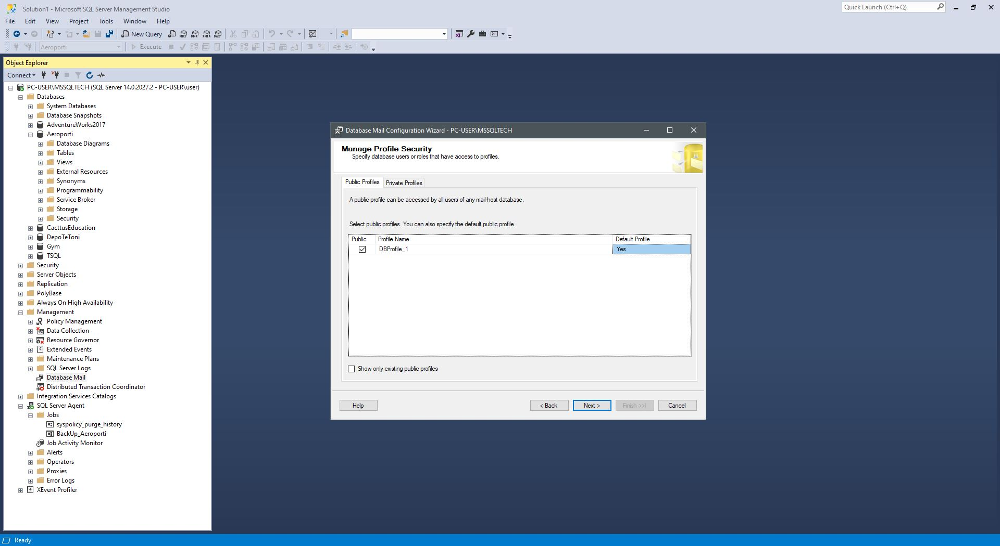 Solution1 - Microsoft SQL Server Management Studio
Quick Launch (Ctrl+Q)
File Edit View Project Tools Window Help
New Query MDX DMX XMLA DAX
Aeroporti Execute
Object Explorer
Connect
PC-USER\MSSQLTECH (SQL Server 14.0.2027.2 - PC-USER\user)
Databases
System Databases
Database Snapshots
AdventureWorks2017
Aeroporti
Database Diagrams
Tables
Views
External Resources
Synonyms
Programmability
Service Broker
Storage
Security
CacttusEducation
DepoTeToni
Gym
TSQL
Security
Server Objects
Replication
PolyBase
Always On High Availability
Management
Policy Management
Data Collection
Resource Governor
Extended Events
Maintenance Plans
SQL Server Logs
Database Mail
Distributed Transaction Coordinator
Integration Services Catalogs
SQL Server Agent
Jobs
syspolicy_purge_history
BackUp_Aeroporti
Job Activity Monitor
Alerts
Operators
Proxies
Error Logs
XEvent Profiler
Database Mail Configuration Wizard - PC-USER\MSSQLTECH
Manage Profile Security
Specify database users or roles that have access to profiles.
Public Profiles Private Profiles
A public profile can be accessed by all users of any mail-host database.
Select public profiles. You can also specify the default public profile.
Public Profile Name Default Profile
DBProfile_1 Yes
Show only existing public profiles
Help < Back Next > Finish >>| Cancel
Ready